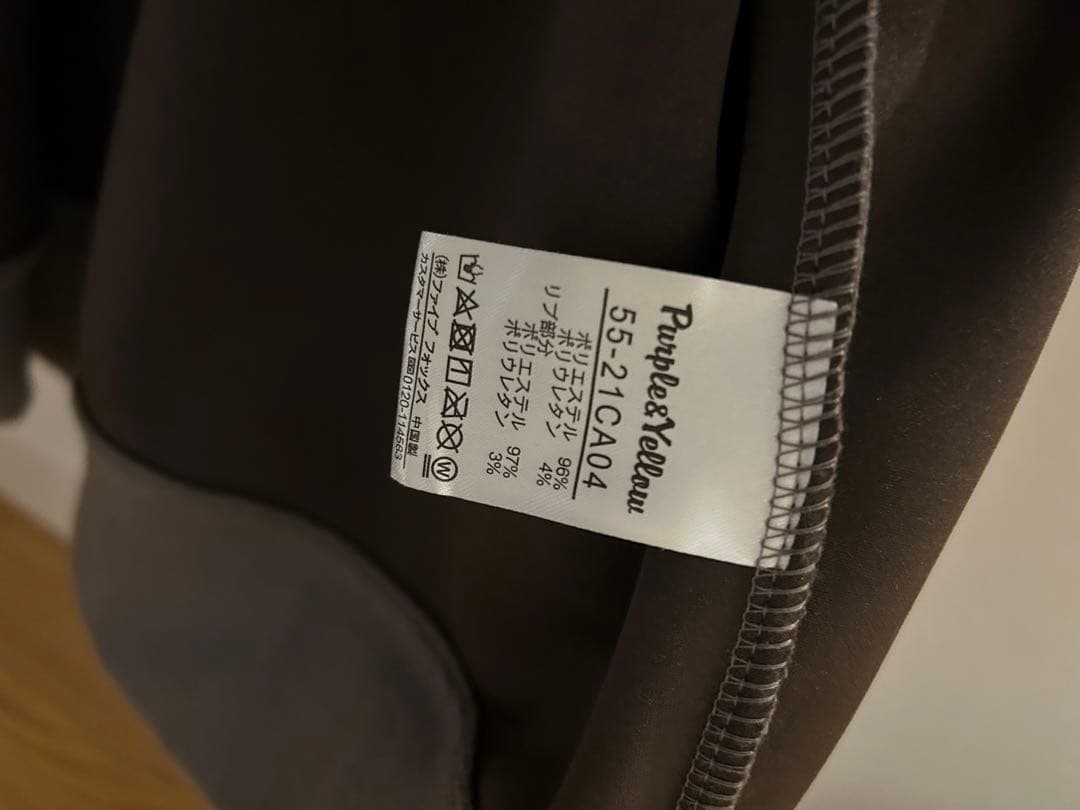 Purple&Yellow
55-21CA04
ポリエステル 96%
ポリウレタン 4%
リブ部分
ポリエステル 97%
ポリウレタン 3%
W
(株)ファイブ フォックス 中国製
カスタマーサービス 0120-114563